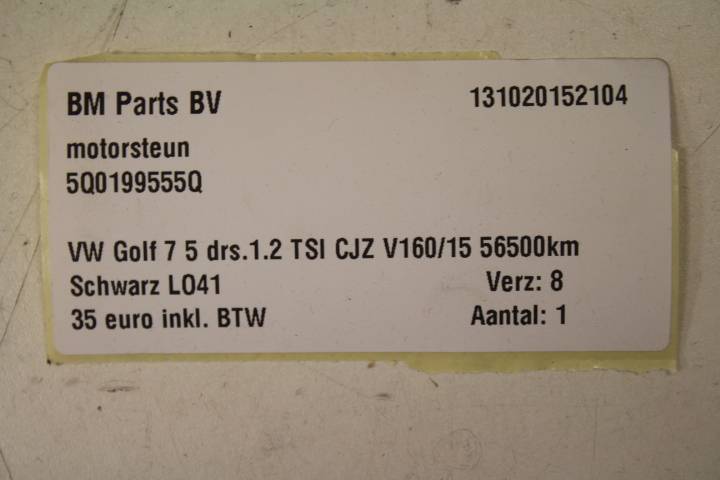 BM Parts BV 131020152104
motorsteun
5Q0199555Q
VW Golf 7 5 drs.1.2 TSI CJZ V160/15 56500km
Schwarz LO41 Verz: 8
35 euro inkl. BTW Aantal: 1